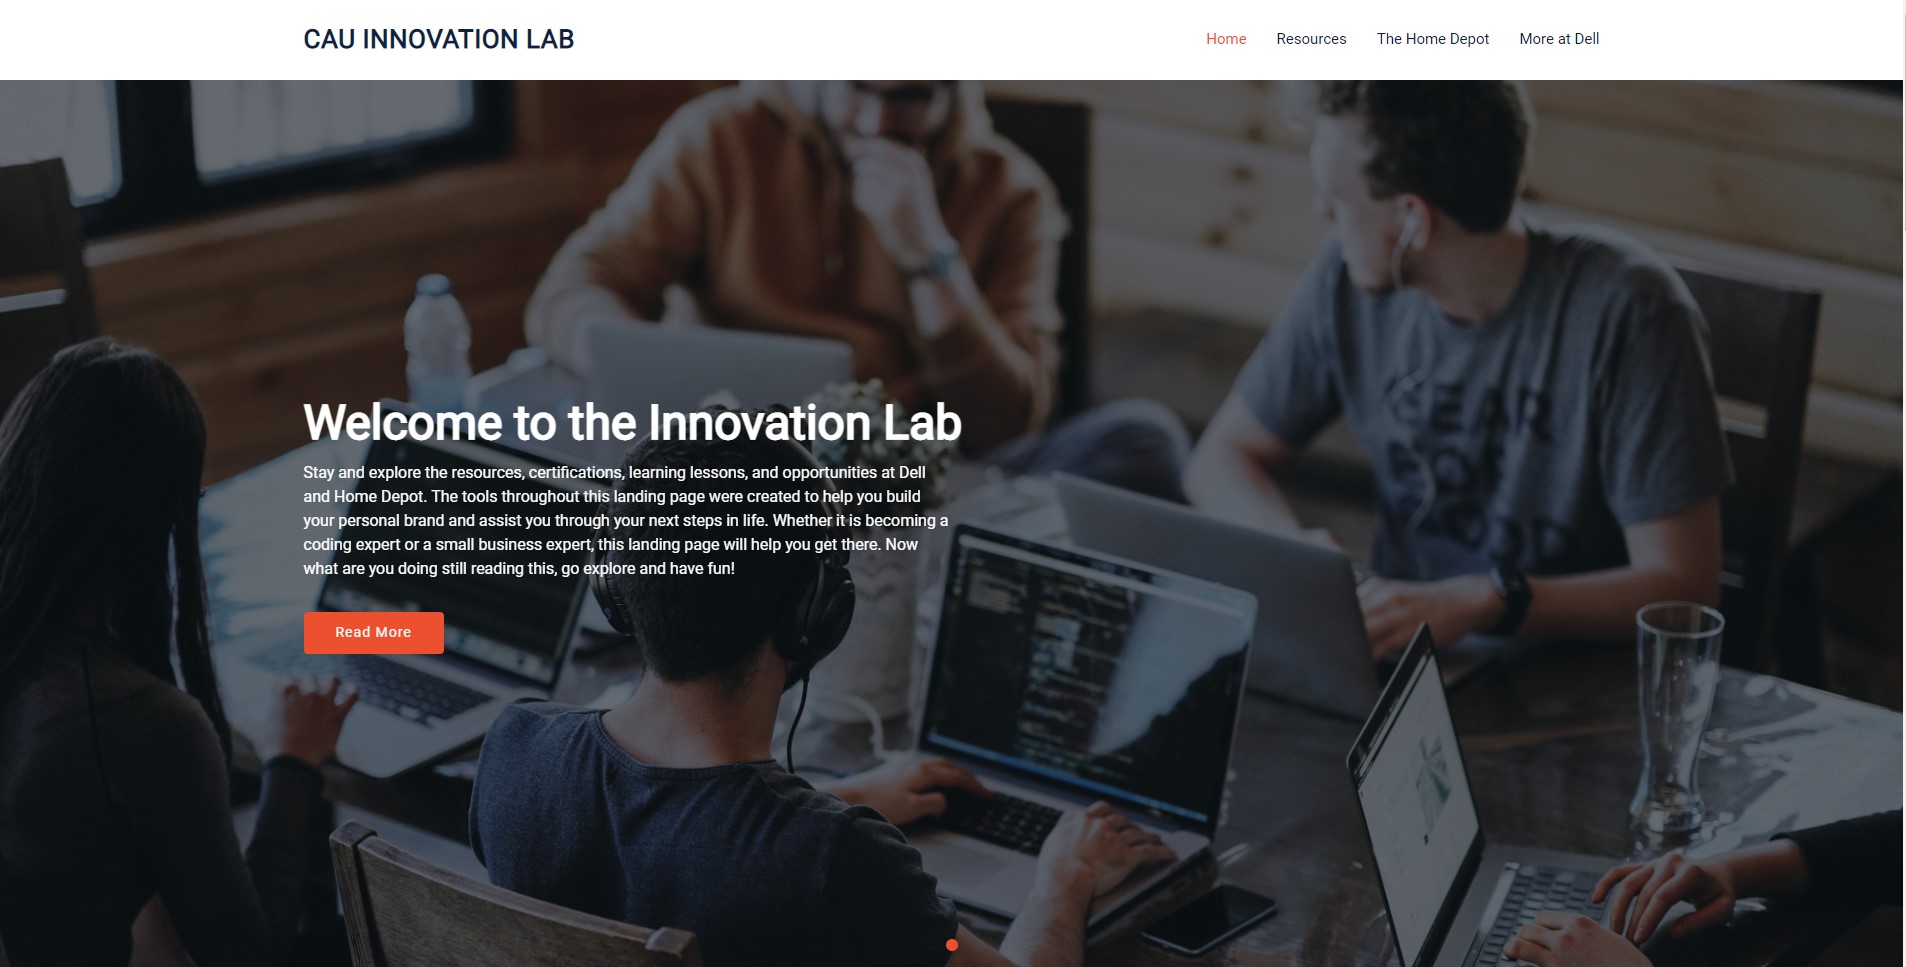 CAU INNOVATION LAB
Home Resources The Home Depot More at Dell
Welcome to the Innovation Lab
Stay and explore the resources, certifications, learning lessons, and opportunities at Dell
and Home Depot. The tools throughout this landing page were created to help you build
your personal brand and assist you through your next steps in life. Whether it is becoming a
coding expert or a small business expert, this landing page will help you get there. Now
what are you doing still reading this, go explore and have fun!
Read More